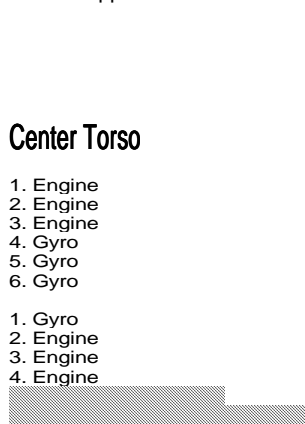 Center Torso
1. Engine
2. Engine
3. Engine
4. Gyro
5. Gyro
6. Gyro
1. Gyro
2. Engine
3. Engine
4. Engine